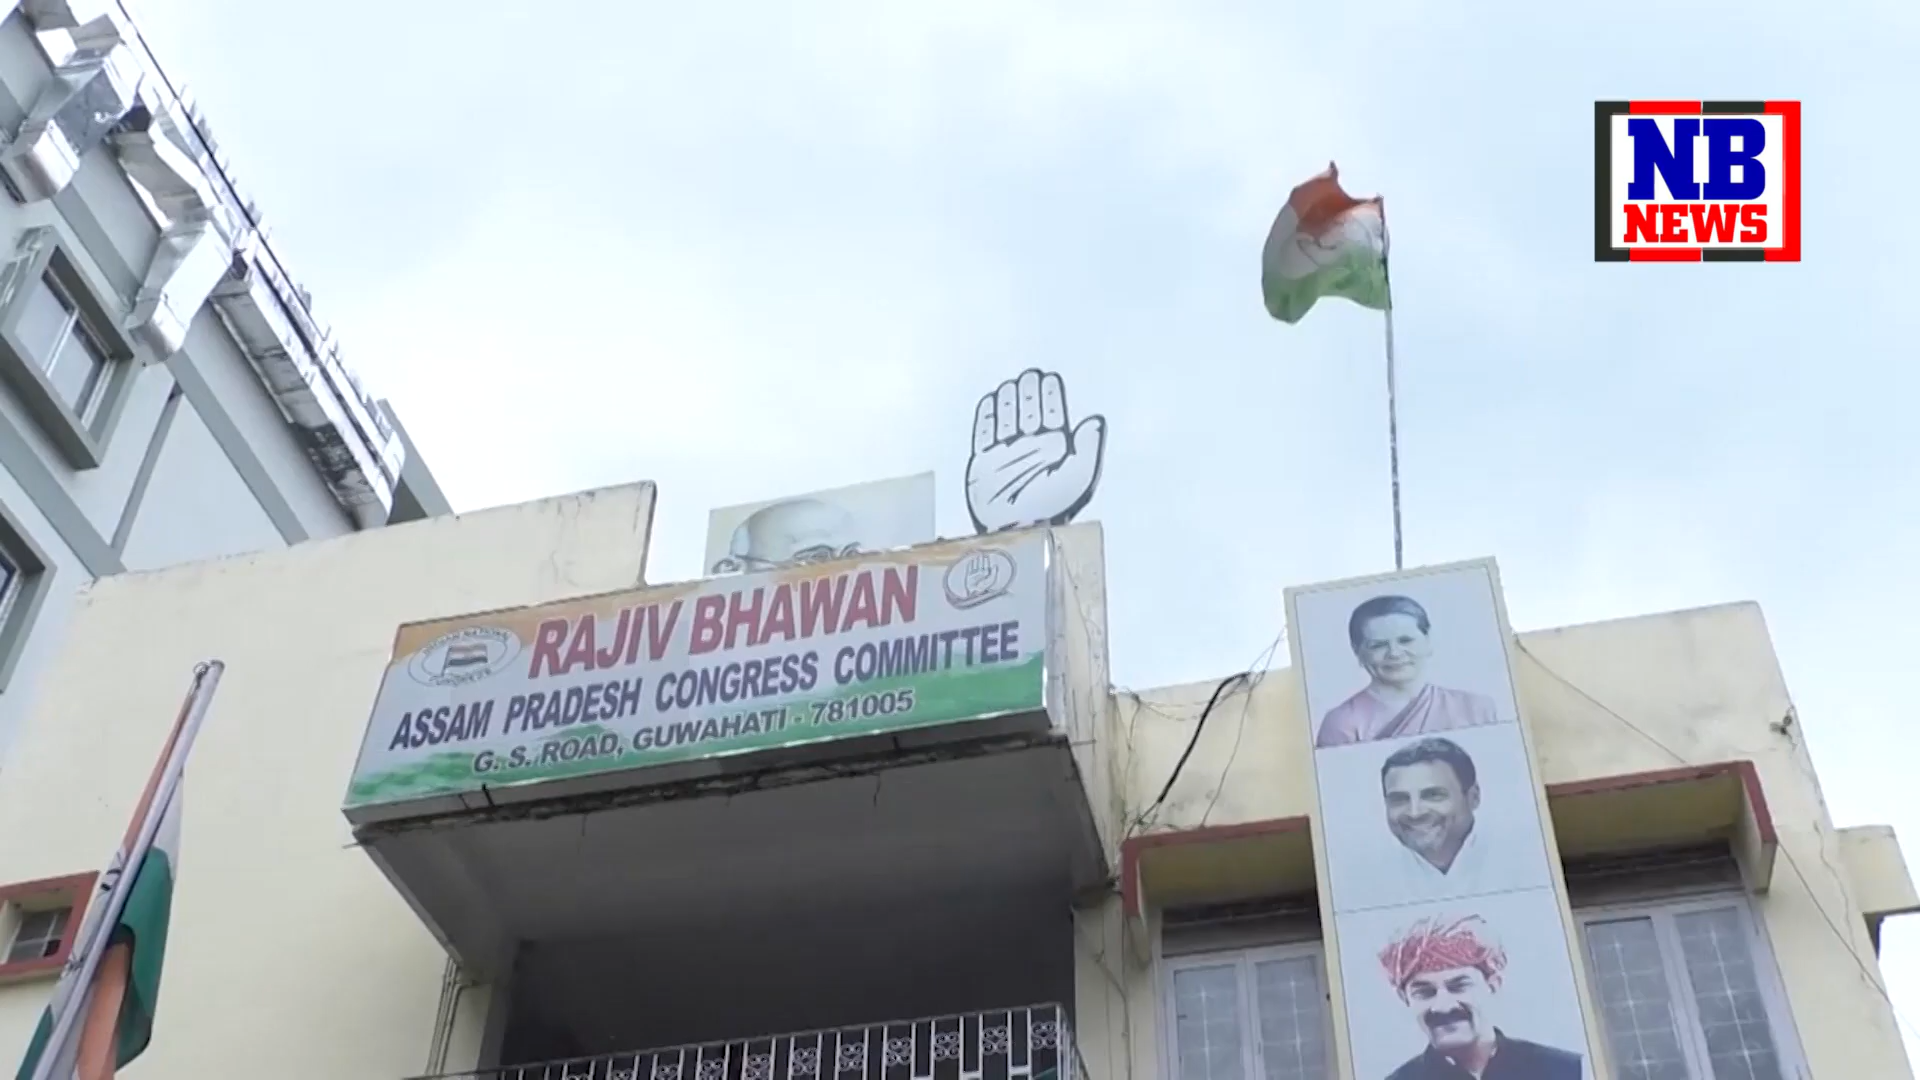 NB
NEWS
RAJIV BHAWAN
ASSAM PRADESH CONGRESS COMMITTEE
G. S. ROAD, GUWAHATI - 781005